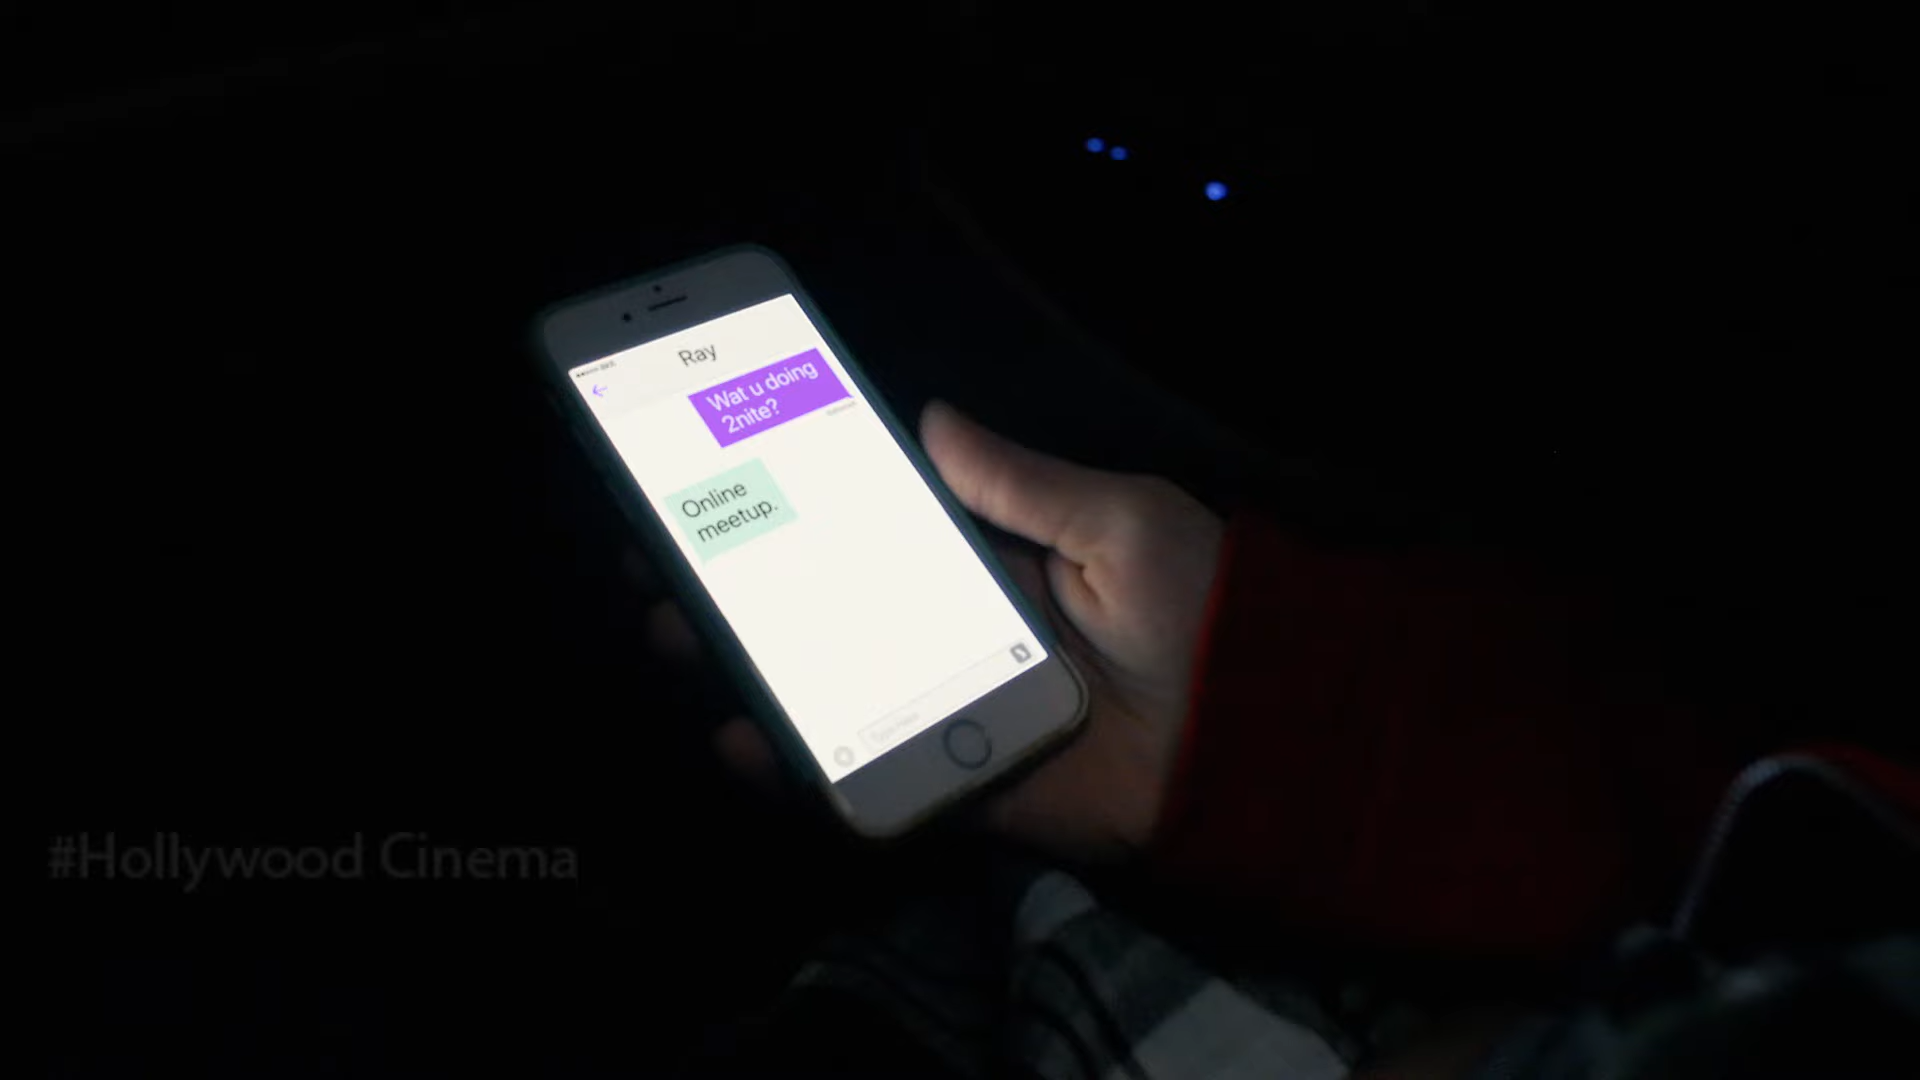 Ray
Wat u doing
2nite?
Online
meetup.
#Hollywood Cinema